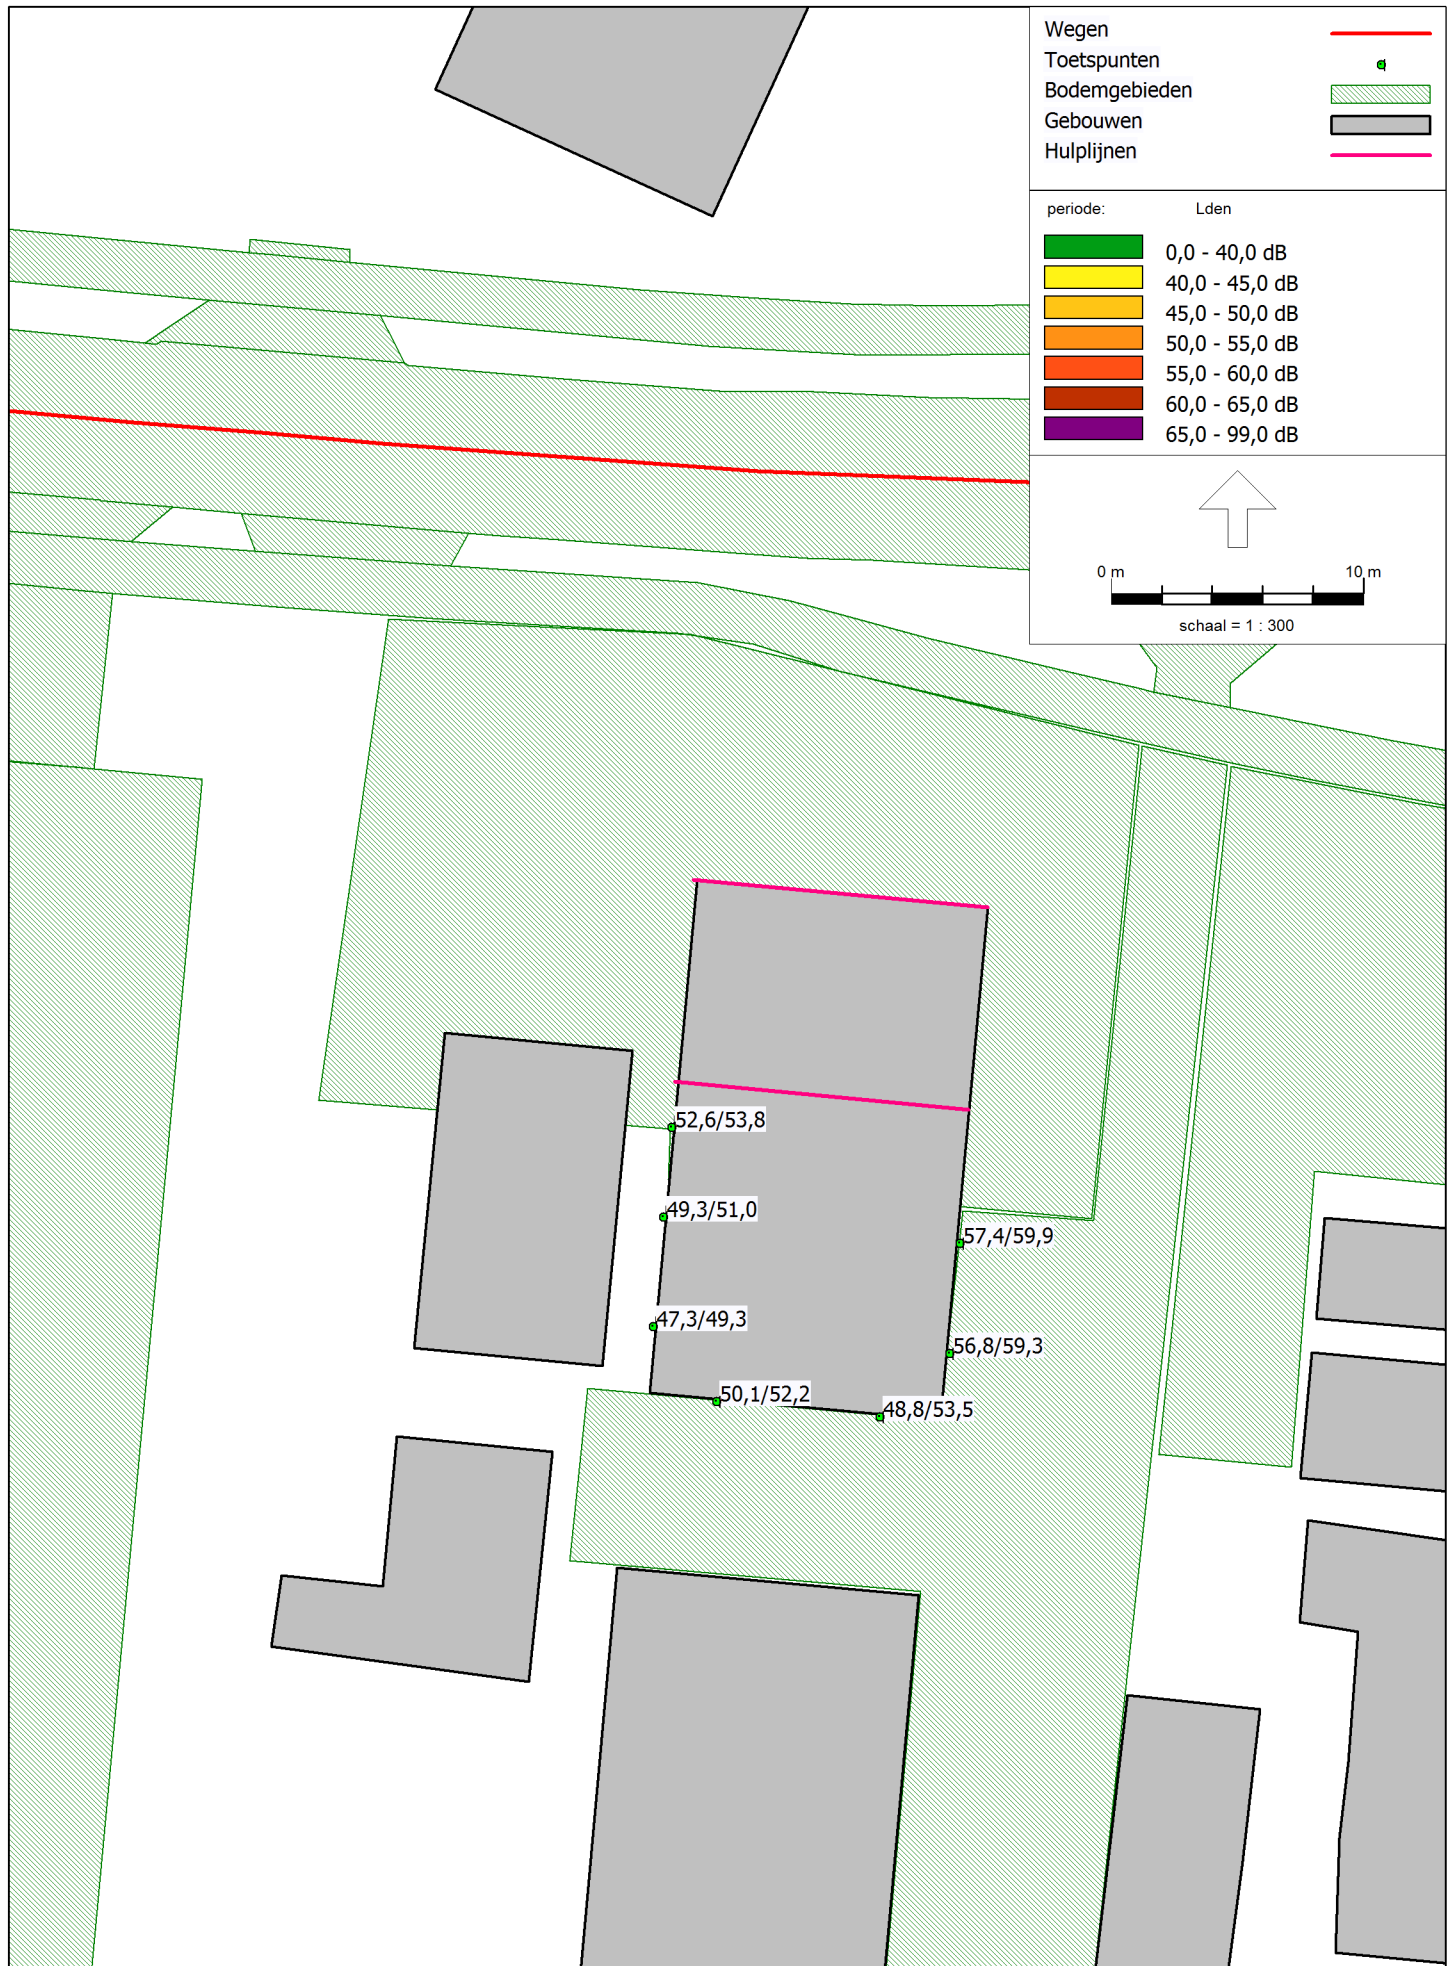 Wegen
Toetspunten
Bodemgebieden
Gebouwen
Hulplijnen
periode: Lden
0,0 - 40,0 dB
40,0 - 45,0 dB
45,0 - 50,0 dB
50,0 - 55,0 dB
55,0 - 60,0 dB
60,0 - 65,0 dB
65,0 - 99,0 dB
0 m 10 m
schaal = 1 : 300
52,6/53,8
49,3/51,0
57,4/59,9
47,3/49,3
56,8/59,3
50,1/52,2
48,8/53,5